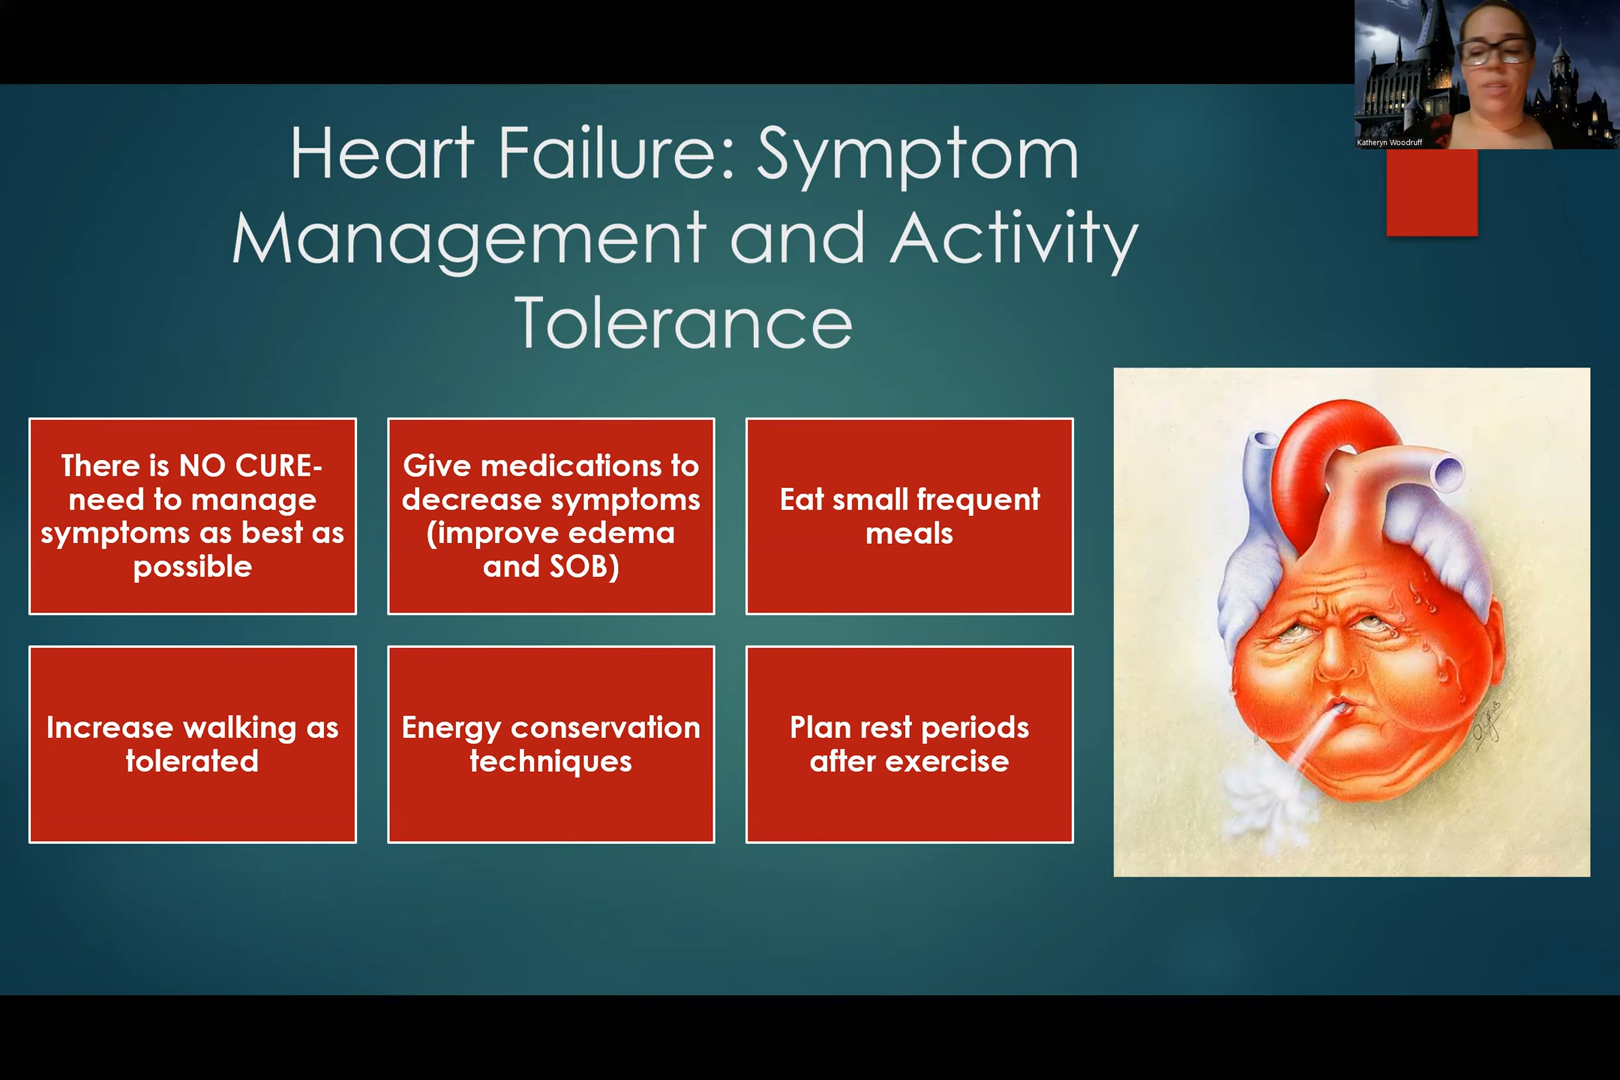 Katheryn Woodruff
Heart Failure: Symptom
Management and Activity
Tolerance
There is NO CURE-
need to manage
symptoms as best as
possible
Give medications to
decrease symptoms
(improve edema
and SOB)
Eat small frequent
meals
Increase walking as
tolerated
Energy conservation
techniques
Plan rest periods
after exercise